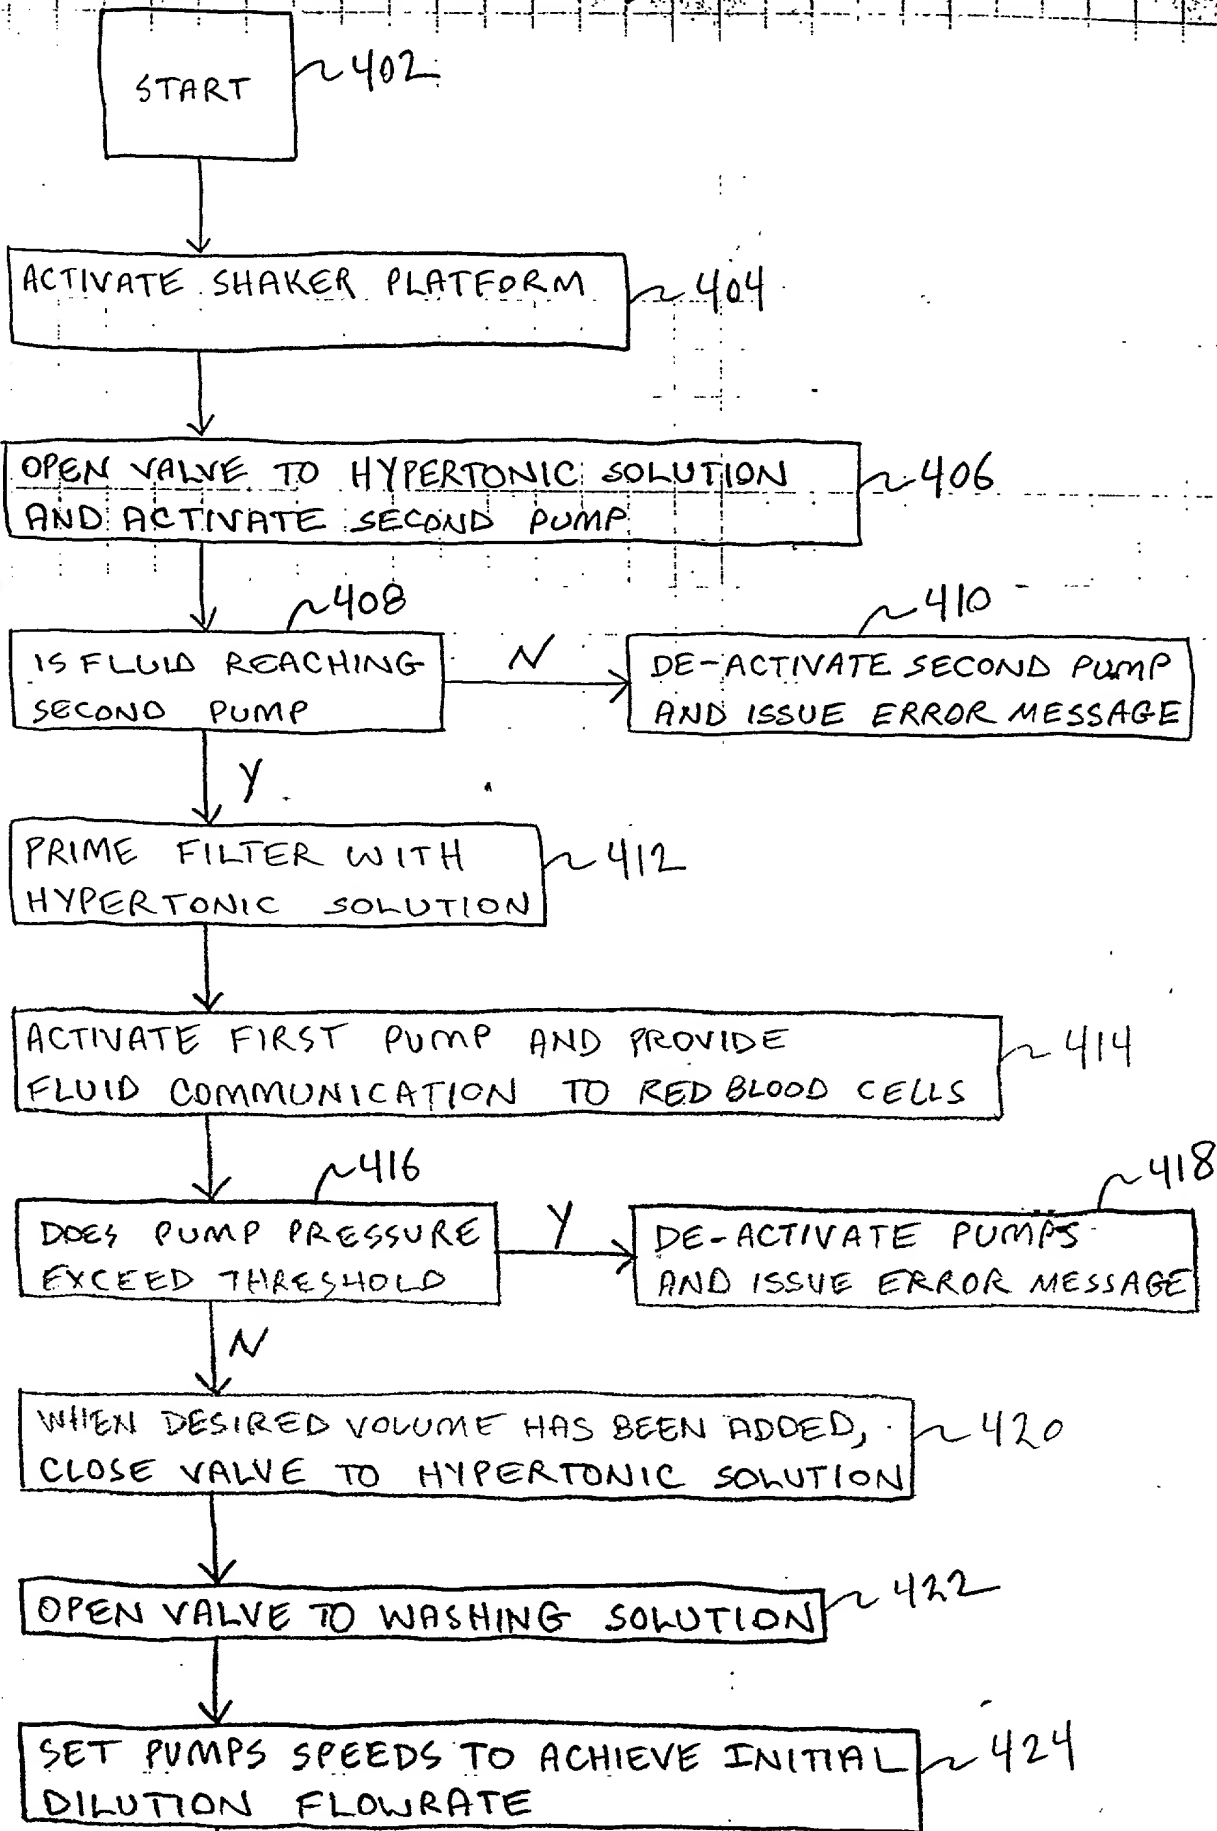 START
402
ACTIVATE SHAKER PLATFORM
404
OPEN VALVE TO HYPERTONIC SOLUTION
AND ACTIVATE SECOND PUMP
406
408
IS FLUID REACHING
SECOND PUMP
N
410
DE-ACTIVATE SECOND PUMP
AND ISSUE ERROR MESSAGE
Y
PRIME FILTER WITH
HYPERTONIC SOLUTION
412
ACTIVATE FIRST PUMP AND PROVIDE
FLUID COMMUNICATION TO RED BLOOD CELLS
414
416
DOES PUMP PRESSURE
EXCEED THRESHOLD
Y
418
DE-ACTIVATE PUMPS
AND ISSUE ERROR MESSAGE
N
WHEN DESIRED VOLUME HAS BEEN ADDED,
CLOSE VALVE TO HYPERTONIC SOLUTION
420
OPEN VALVE TO WASHING SOLUTION
422
SET PUMPS SPEEDS TO ACHIEVE INITIAL
DILUTION FLOWRATE
424